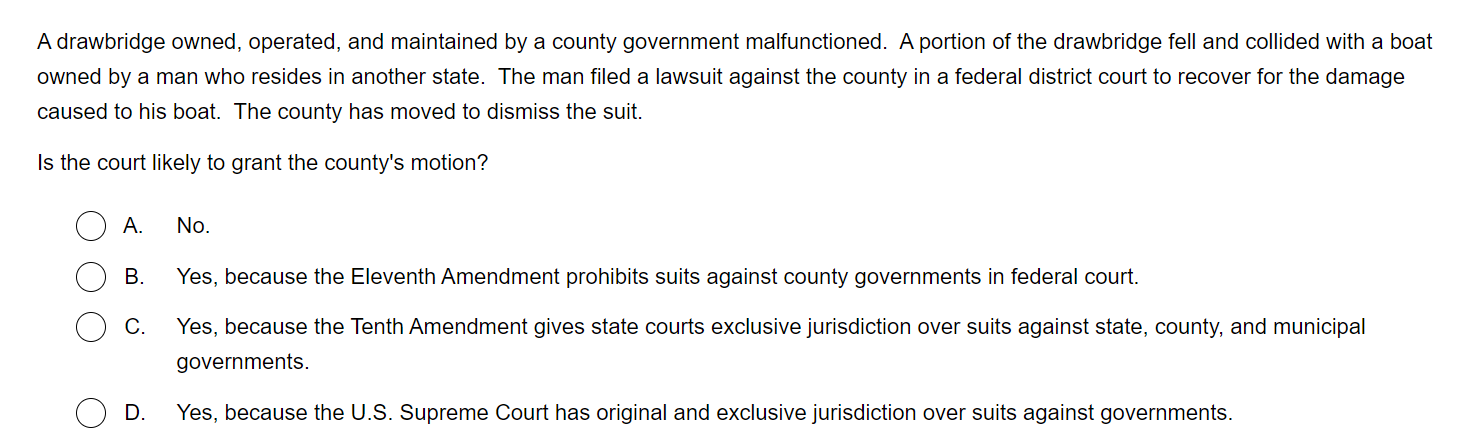 A drawbridge owned, operated, and maintained by a county government malfunctioned.  A portion of the drawbridge fell and collided with a boat
owned by a man who resides in another state.  The man filed a lawsuit against the county in a federal district court to recover for the damage
caused to his boat.  The county has moved to dismiss the suit.
Is the court likely to grant the county's motion?
A. No.
B. Yes, because the Eleventh Amendment prohibits suits against county governments in federal court.
C. Yes, because the Tenth Amendment gives state courts exclusive jurisdiction over suits against state, county, and municipal
governments.
D. Yes, because the U.S. Supreme Court has original and exclusive jurisdiction over suits against governments.